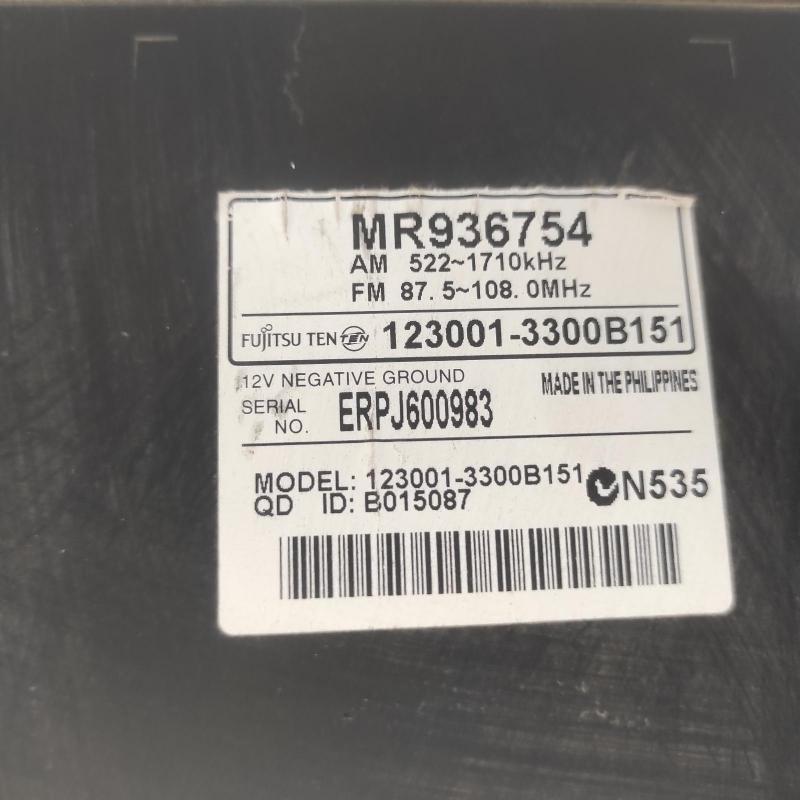 MR936754
AM 522~1710kHz
FM 87.5~108.0MHz
FUJITSU TEN TEN 123001-3300B151
12V NEGATIVE GROUND MADE IN THE PHILIPPINES
SERIAL NO. ERPJ600983
MODEL: 123001-3300B151 N535
QD ID: B015087